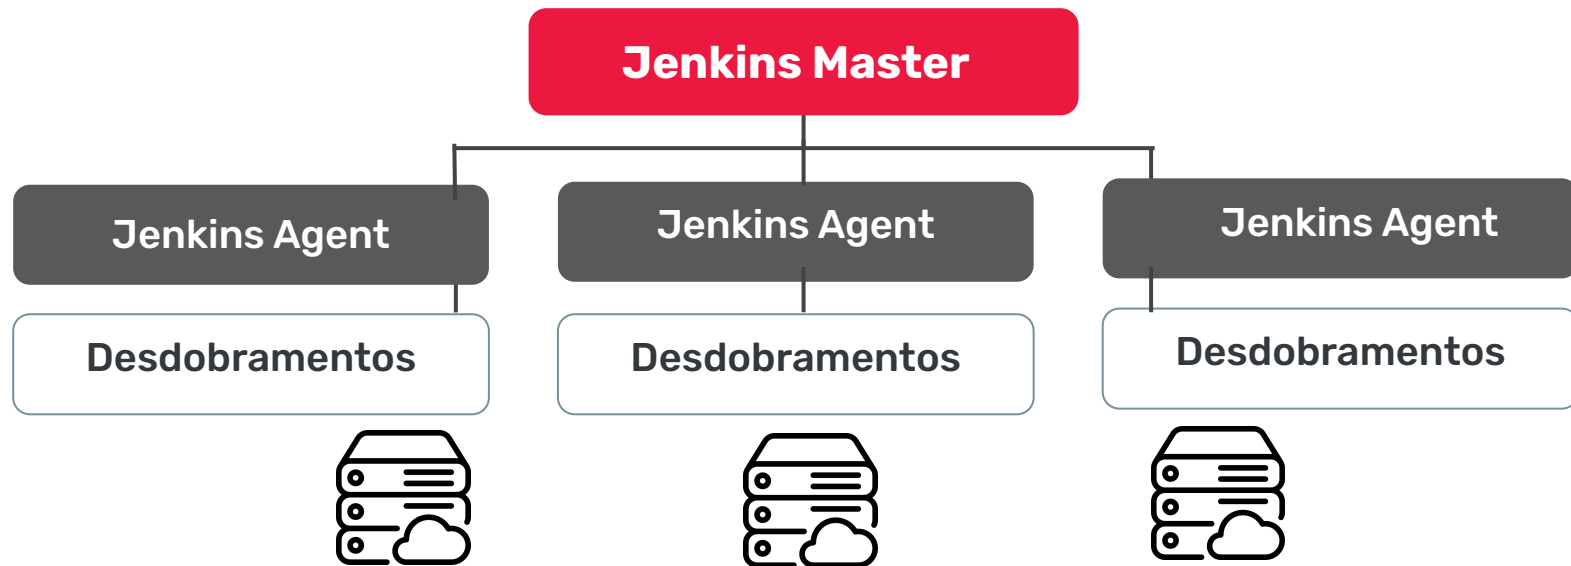 Jenkins Master
Jenkins Agent
Jenkins Agent
Jenkins Agent
Desdobramentos
Desdobramentos
Desdobramentos